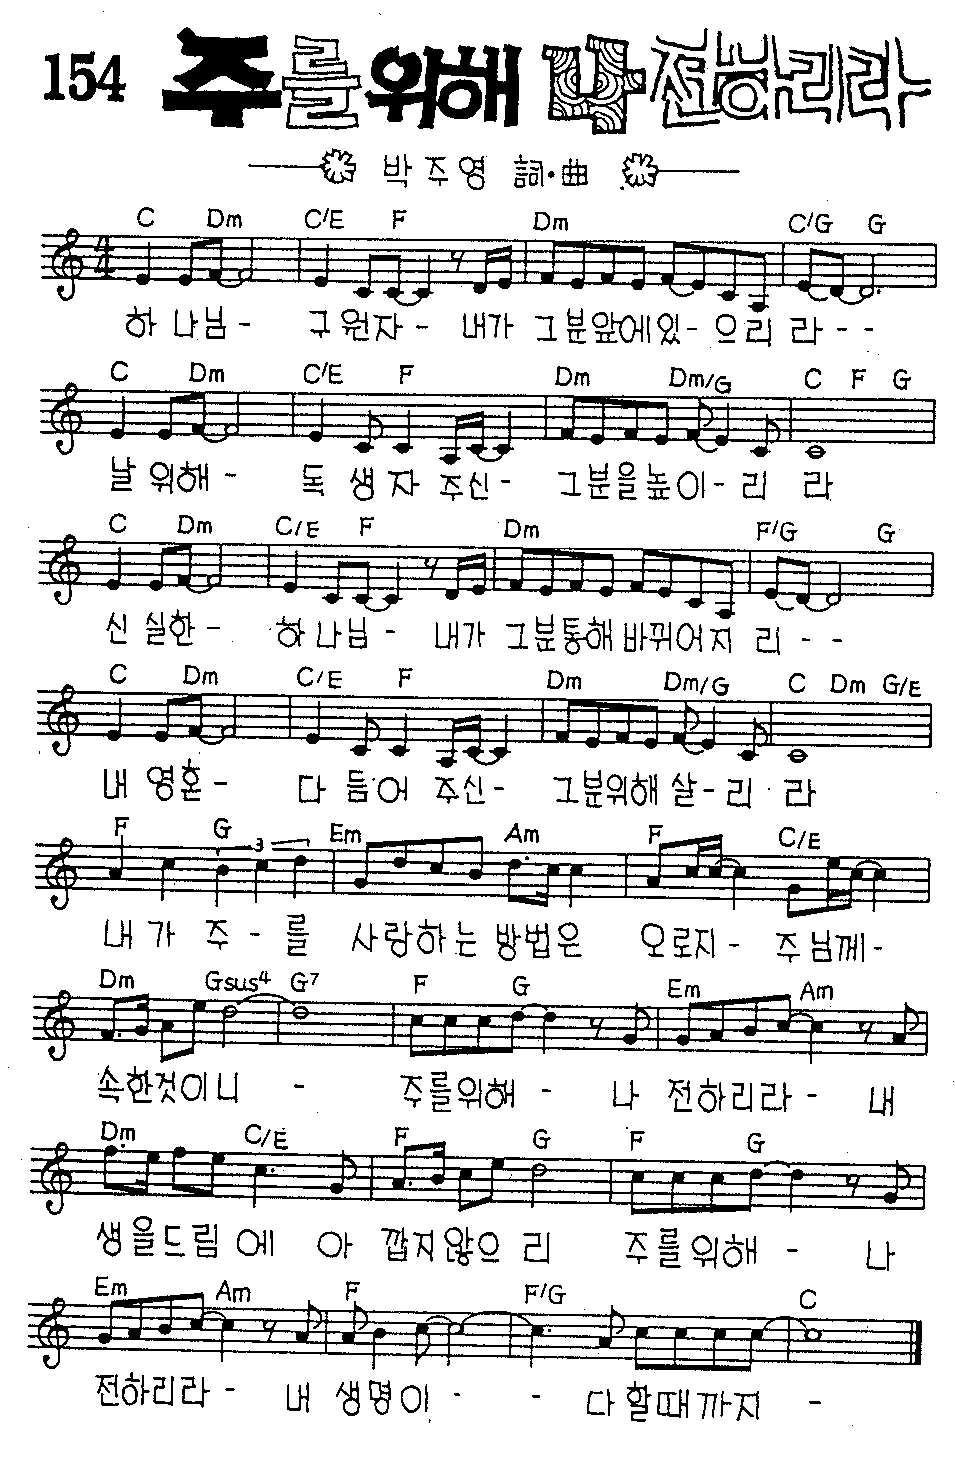 154 주를위해 나 전하리라
박주영 詞·曲
C Dm C/E F Dm C/G G
4 4
하 나님 - 구 원자 - 내가 그분앞에있 - 으리 라 - -
C Dm C/E F Dm Dm/G C F G
날 위해 - 독 생 자 주신 - 그분을높이 - 리 라
C Dm C/E F Dm F/G G
신 실한 - 하 나님 - 내가 그분통해바뀌어지 리 - -
C Dm C/E F Dm Dm/G C Dm G/E
내 영혼 - 다 듬어 주신 - 그분위해 살 - 리 라
F G 3 Em Am F C/E
내 가 주 - 를 사랑하는 방법은 오로지 - 주님께 -
Dm Gsus4 G7 F G Em Am
속한것이니 - 주를위해 - 나 전하리라 - 내
Dm C/E F G F G
생을드림 에 아 깝지않으 리 주를위해 - 나
Em Am F F/G C
전하리라 - 내 생명이 - - 다 할때까지 -